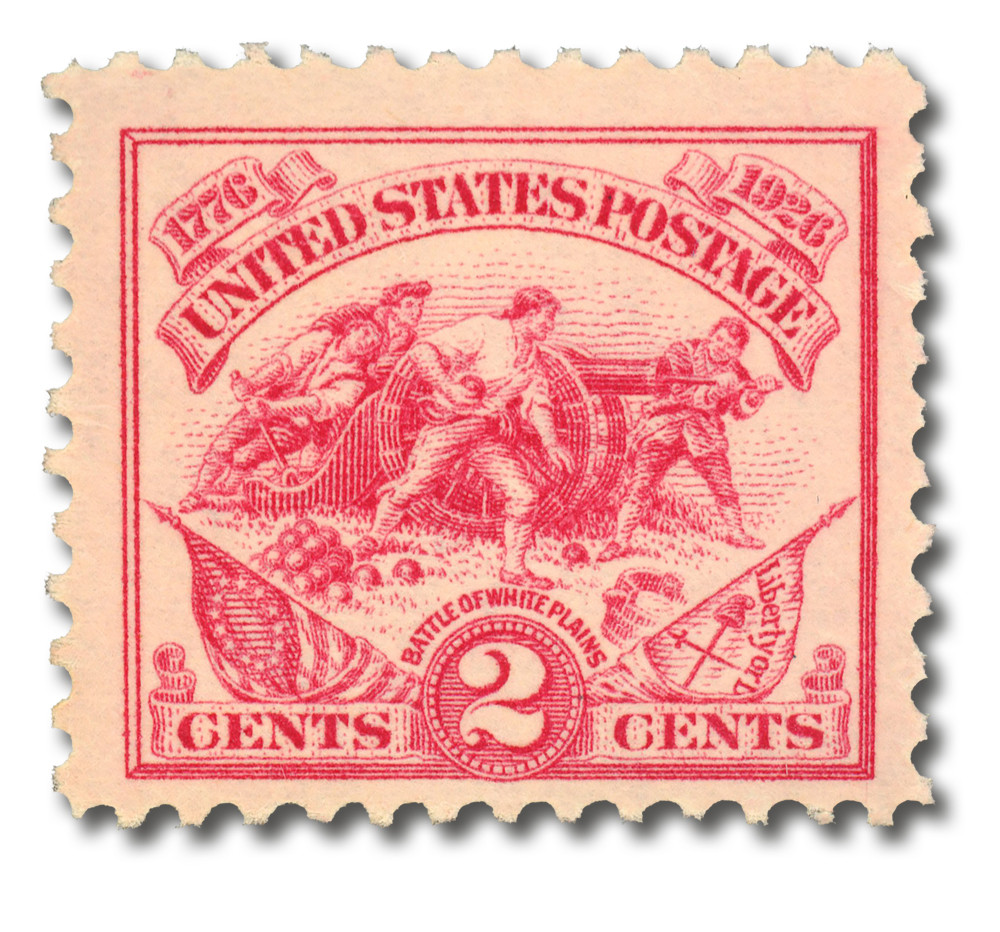 1776
1926
UNITED STATES POSTAGE
BATTLE OF WHITE PLAINS
Liberty or D
CENTS
2
CENTS